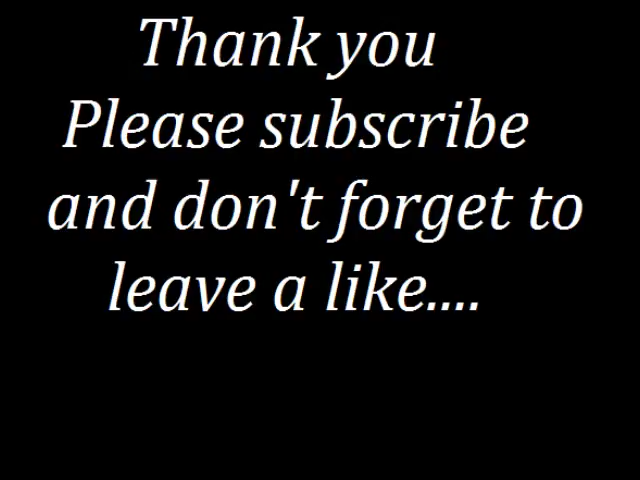 Thank you
Please subscribe
and don't forget to
leave a like....